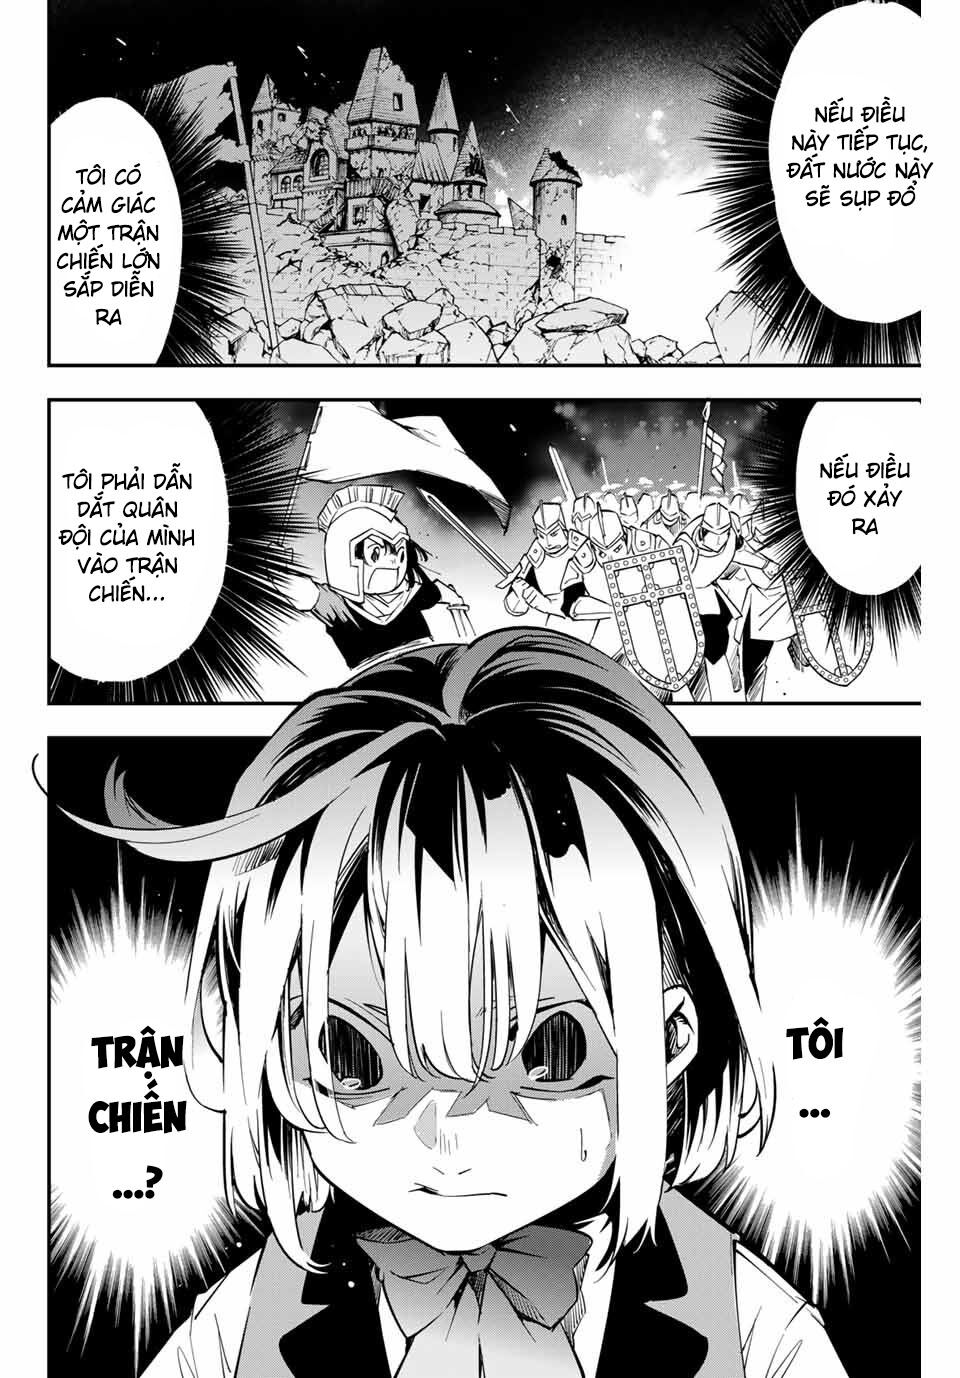 NẾU ĐIỀU
NÀY TIẾP TỤC,
ĐẤT NƯỚC NÀY
SẼ SỤP ĐỔ
TÔI CÓ
CẢM GIÁC
MỘT TRẬN
CHIẾN LỚN
SẮP DIỄN
RA
NẾU ĐIỀU
ĐÓ XẢY
RA
TÔI PHẢI DẪN
DẮT QUÂN
ĐỘI CỦA MÌNH
VÀO TRẬN
CHIẾN...
TÔI
...
TRẬN
CHIẾN
...?